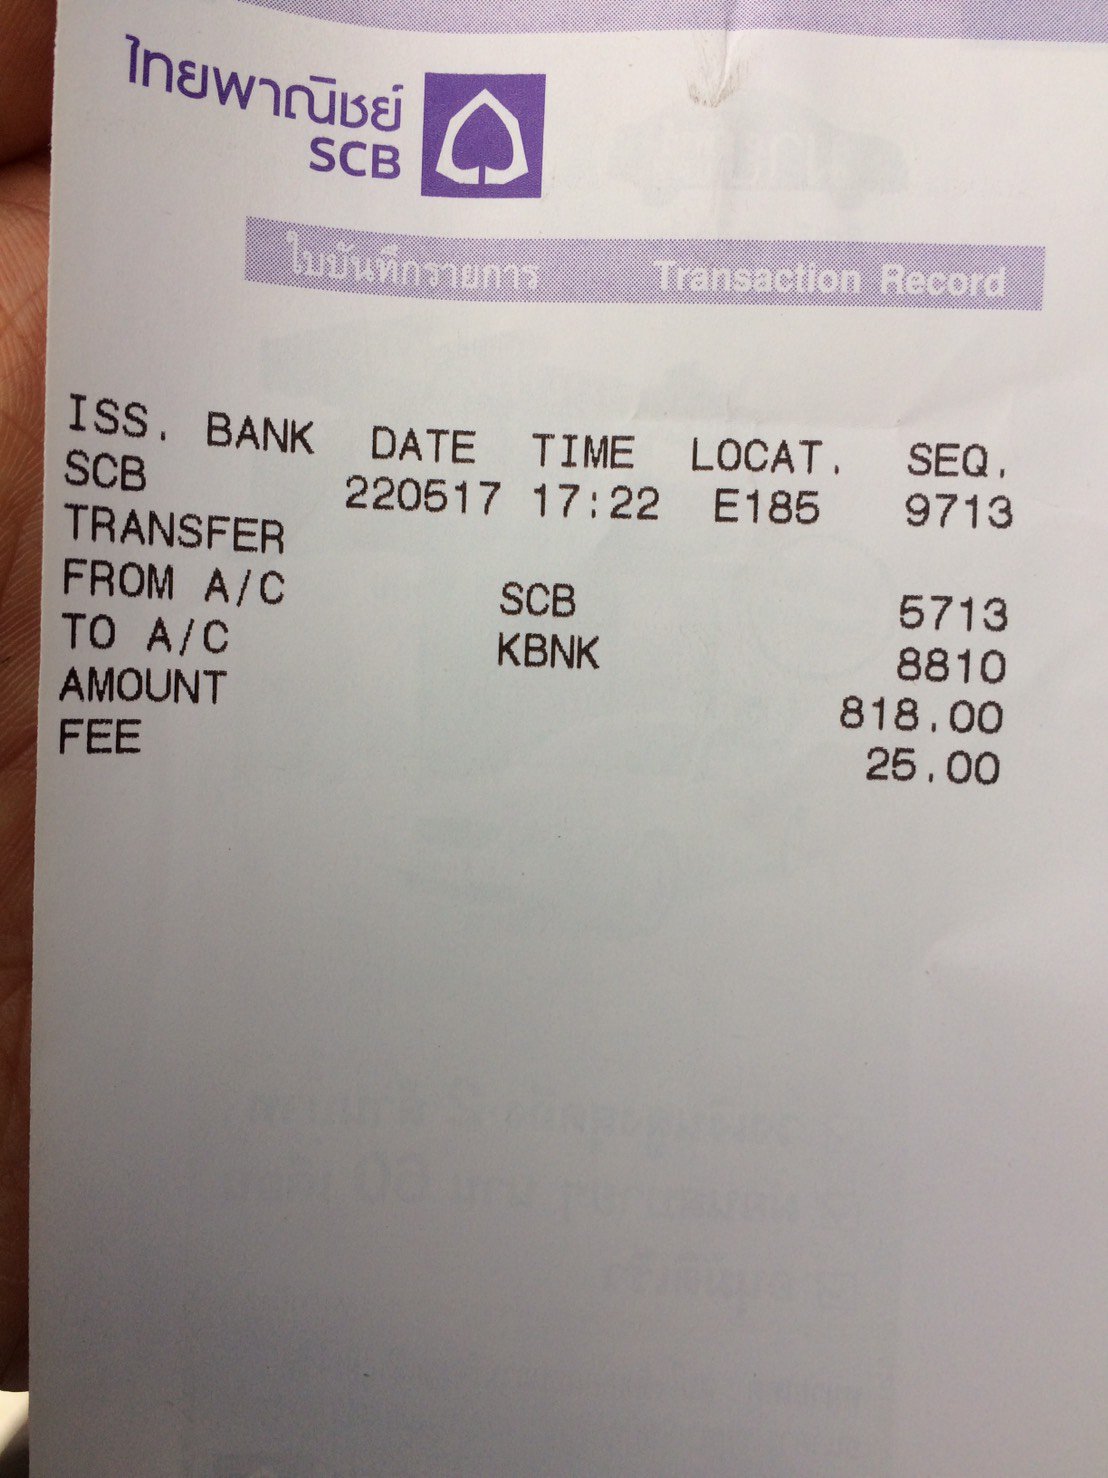 ไทยพาณิชย์
SCB
ใบบันทึกรายการ Transaction Record
ISS. BANK DATE TIME LOCAT. SEQ.
SCB 220517 17:22 E185 9713
TRANSFER
FROM A/C SCB 5713
TO A/C KBNK 8810
AMOUNT 818.00
FEE 25.00